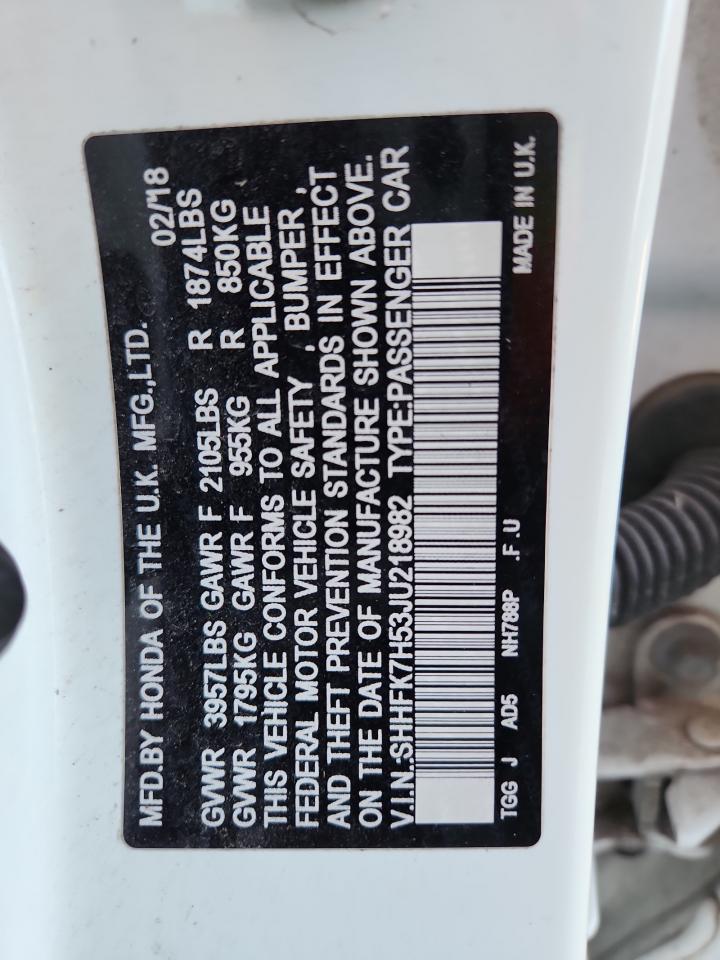 MFD.BY HONDA OF THE U.K. MFG.,LTD. 02/'18
GVWR 3957LBS GAWR F 2105LBS R 1874LBS
GVWR 1795KG GAWR F 955KG R 850KG
THIS VEHICLE CONFORMS TO ALL APPLICABLE
FEDERAL MOTOR VEHICLE SAFETY , BUMPER ,
AND THEFT PREVENTION STANDARDS IN EFFECT
ON THE DATE OF MANUFACTURE SHOWN ABOVE.
V.I.N.:SHHFK7H53JU218982 TYPE:PASSENGER CAR
TGG J AD5 NH788P .F.U MADE IN U.K.